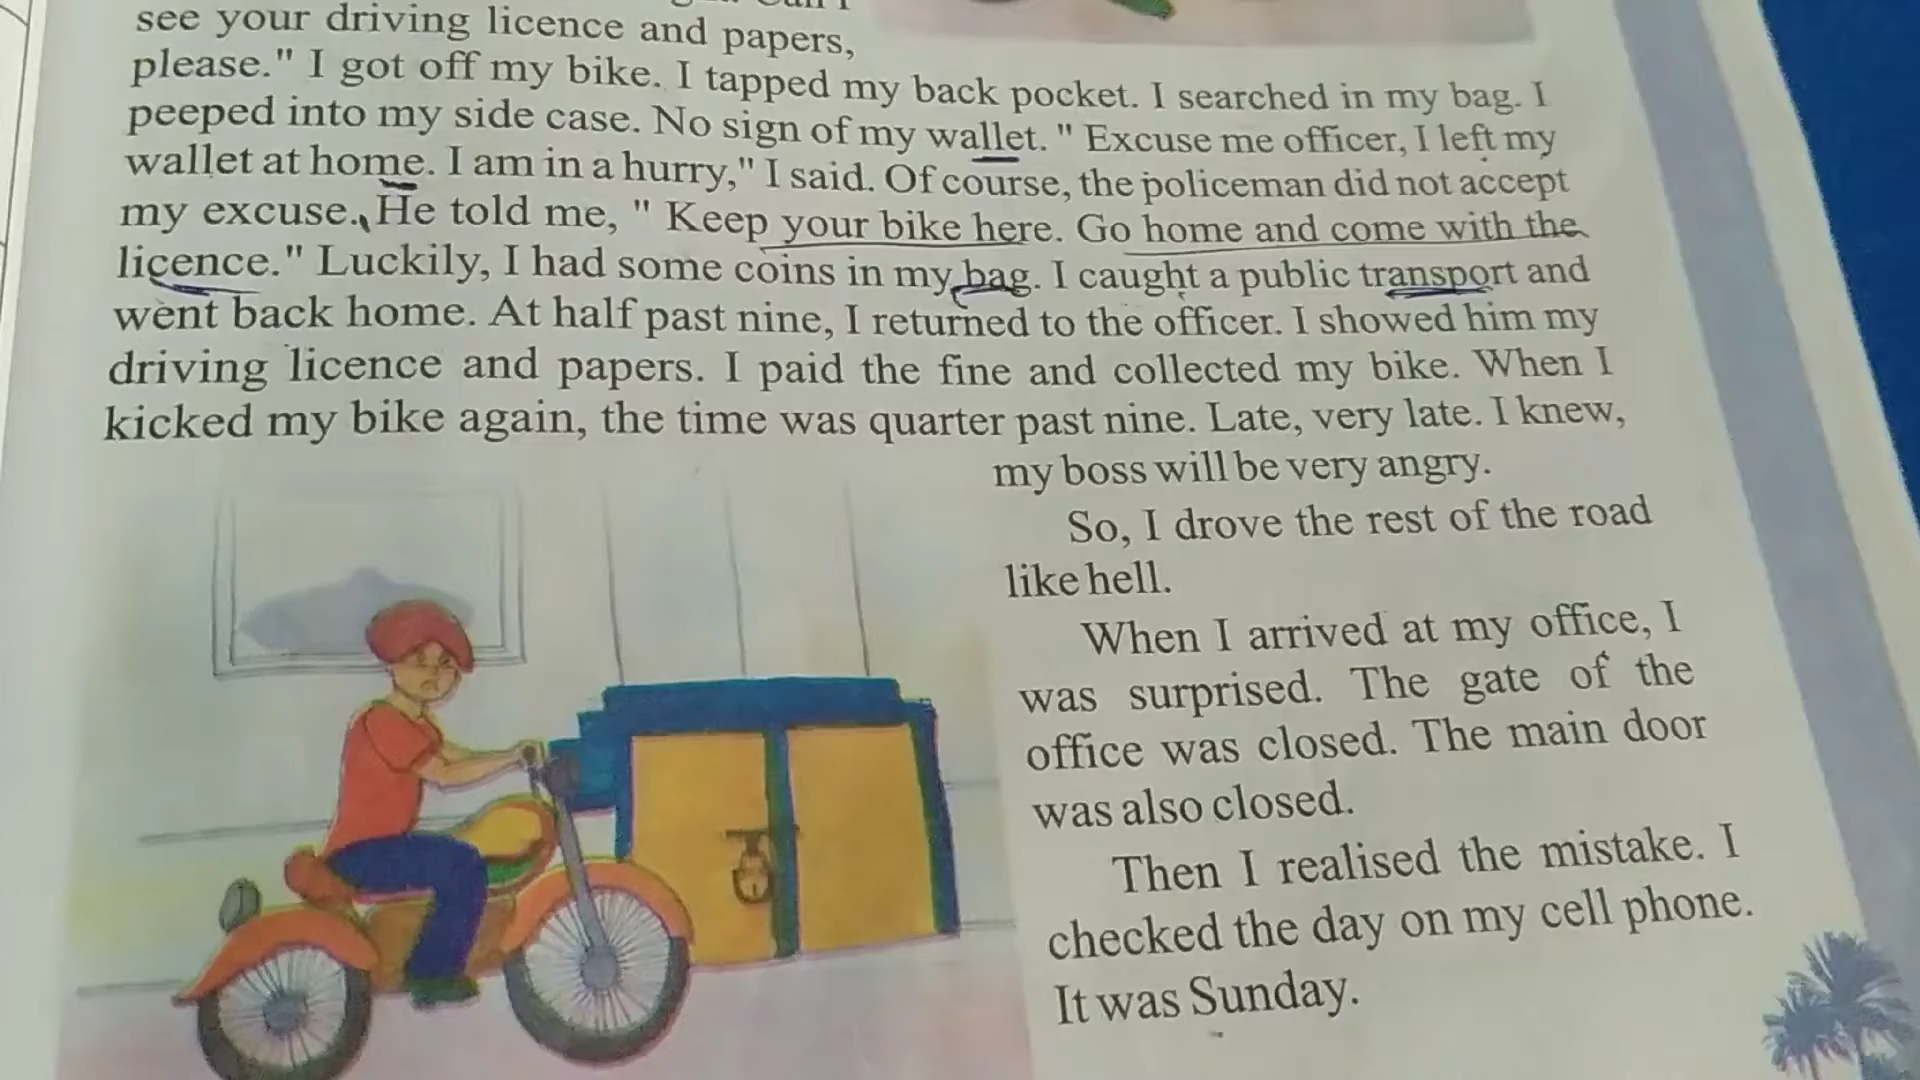 see your driving licence and papers,
please." I got off my bike. I tapped my back pocket. I searched in my bag. I
peeped into my side case. No sign of my wallet. " Excuse me officer, I left my
wallet at home. I am in a hurry," I said. Of course, the policeman did not accept
my excuse. He told me, " Keep your bike here. Go home and come with the
licence." Luckily, I had some coins in my bag. I caught a public transport and
went back home. At half past nine, I returned to the officer. I showed him my
driving licence and papers. I paid the fine and collected my bike. When I
kicked my bike again, the time was quarter past nine. Late, very late. I knew,
my boss will be very angry.
So, I drove the rest of the road
like hell.
When I arrived at my office, I
was surprised. The gate of the
office was closed. The main door
was also closed.
Then I realised the mistake. I
checked the day on my cell phone.
It was Sunday.